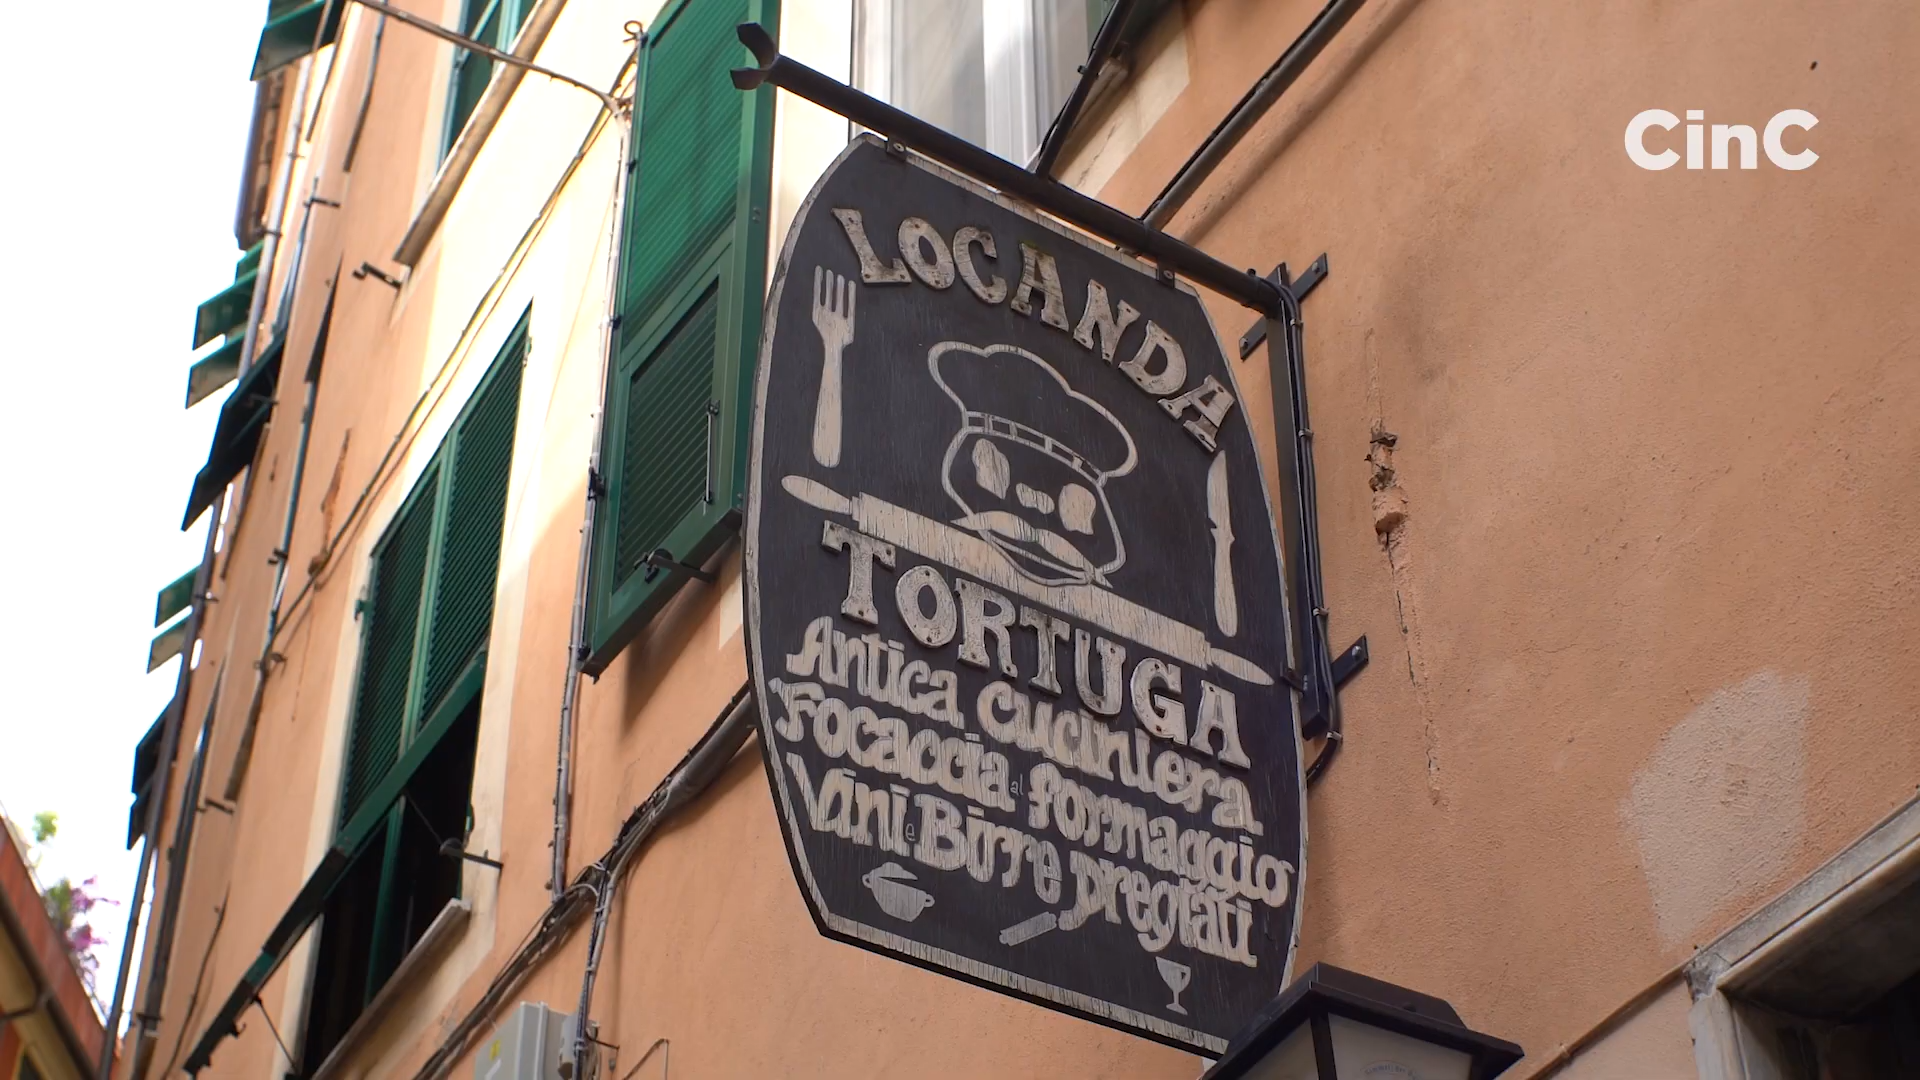 CinC
LOCANDA
TORTUGA
Antica cuciniera
Focaccia al formaggio
Vini e Birre pregiati